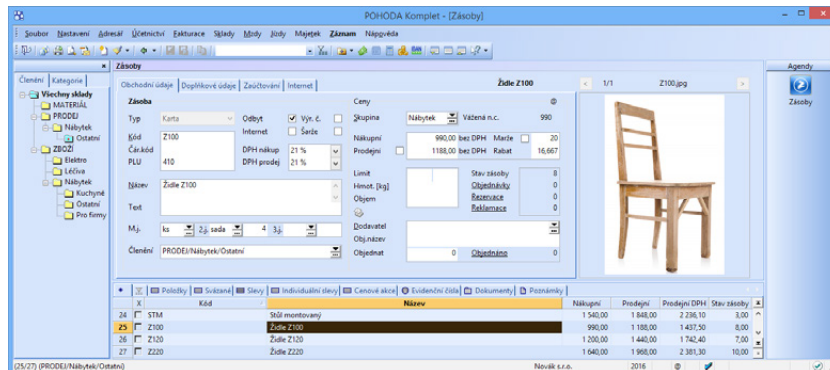 POHODA Komplet - [Zásoby]
Soubor Nastavení Adresář Účetnictví Fakturace Sklady Mzdy Jízdy Majetek Záznam Nápověda
Zásoby
Agendy
Členění Kategorie
Všechny sklady
MATERIÁL
PRODEJ
Nábytek
Ostatní
ZBOŽÍ
Elektro
Léčiva
Nábytek
Kuchyně
Ostatní
Pro firmy
Obchodní údaje Doplňkové údaje Zaúčtování Internet
Židle Z100
1/1
Z100.jpg
Zásoby
Zásoba
Typ Karta
Odbyt Výr. č.
Kód Z100
Internet Šarže
Čár.kód
DPH nákup 21 %
PLU 410
DPH prodej 21 %
Název Židle Z100
Text
M.j. ks 2.j. sada 4 3.j.
Členění PRODEJ/Nábytek/Ostatní
Ceny @
Skupina Nábytek Vážená n.c. 990
Nákupní 990,00 bez DPH Marže 20
Prodejní 1188,00 bez DPH Rabat 16,667
Limit Stav zásoby 8
Hmot. [kg] Objednávky 0
Objem Rezervace 0
Reklamace 0
Dodavatel
Obj.název
Objednat 0 Objednáno 0
Položky Svázané Slevy Individuální slevy Cenové akce Evidenční čísla Dokumenty Poznámky
X Kód Název Nákupní Prodejní Prodejní DPH Stav zásoby
24 STM Stůl montovaný 1 540,00 1 848,00 2 236,10 3,00
25 Z100 Židle Z100 990,00 1 188,00 1 437,50 8,00
26 Z120 Židle Z120 1 200,00 1 440,00 1 742,40 7,00
27 Z220 Židle Z220 1 640,00 1 968,00 2 381,30 10,00
(25/27) (PRODEJ/Nábytek/Ostatní) Novák s.r.o. 2016 @